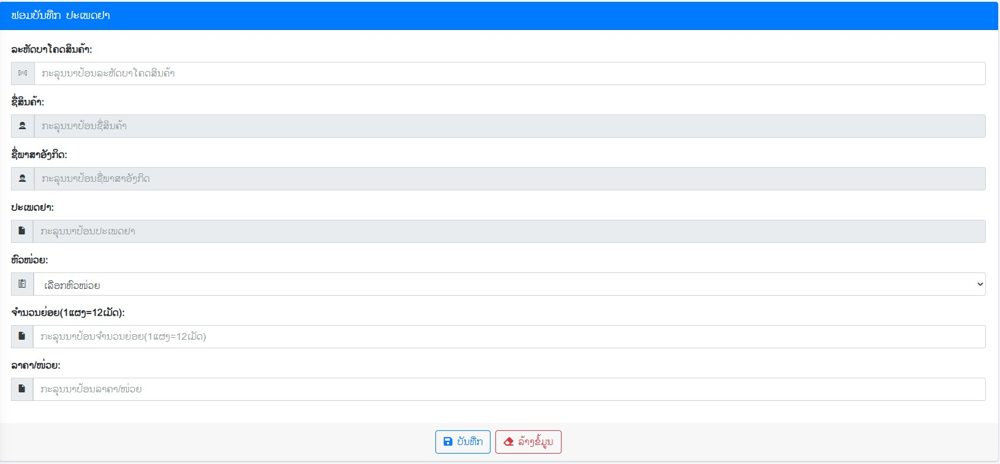 ຟອມບັນທຶກ ປະເພດຢາ
ລະຫັດບາໂຄດສິນຄ້າ:
ກະລຸນນາປ້ອນລະຫັດບາໂຄດສິນຄ້າ
ຊື່ສິນຄ້າ:
ກະລຸນນາປ້ອນຊື່ສິນຄ້າ
ຊື່ພາສາອັງກິດ:
ກະລຸນນາປ້ອນຊື່ພາສາອັງກິດ
ປະເພດຢາ:
ກະລຸນນາປ້ອນປະເພດຢາ
ຫົວໜ່ວຍ:
ເລືອກຫົວໜ່ວຍ
ຈຳນວນຍ່ອຍ(1ແຜງ=12ເມັດ):
ກະລຸນນາປ້ອນຈຳນວນຍ່ອຍ(1ແຜງ=12ເມັດ)
ລາຄາ/ໜ່ວຍ:
ກະລຸນນາປ້ອນລາຄາ/ໜ່ວຍ
ບັນທຶກ ລ້າງຂໍ້ມູນ